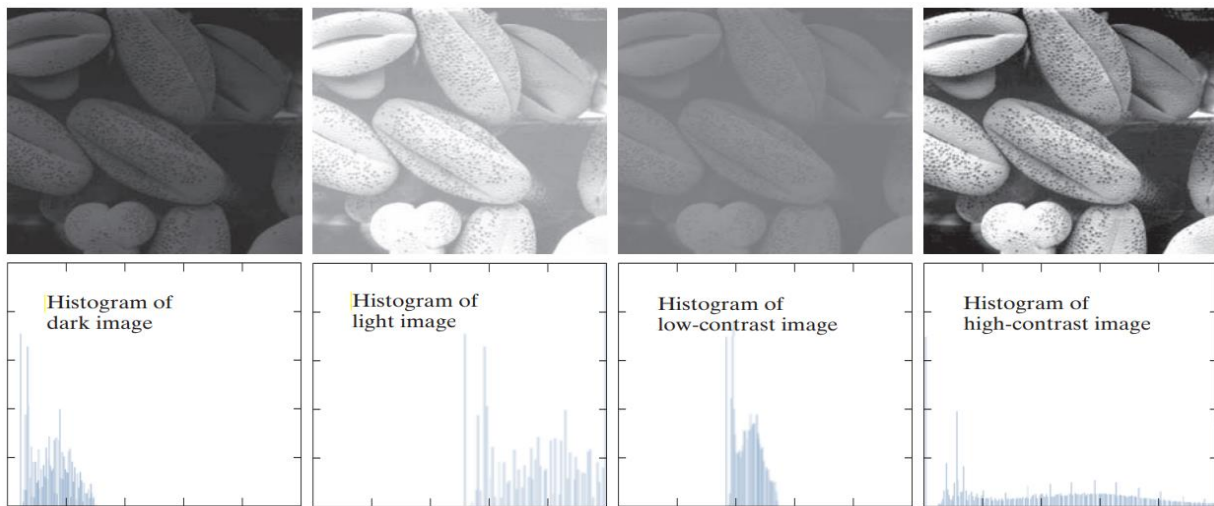 Histogram of
dark image
Histogram of
light image
Histogram of
low-contrast image
Histogram of
high-contrast image